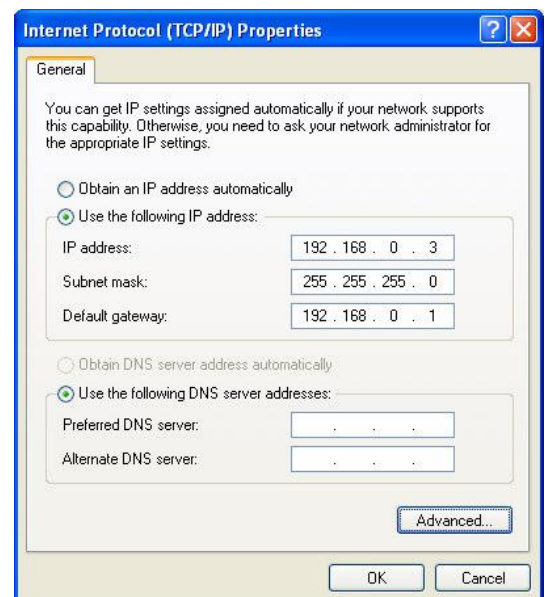 Internet Protocol (TCP/IP) Properties
General
You can get IP settings assigned automatically if your network supports
this capability. Otherwise, you need to ask your network administrator for
the appropriate IP settings.
Obtain an IP address automatically
Use the following IP address:
IP address: 192 . 168 . 0 . 3
Subnet mask: 255 . 255 . 255 . 0
Default gateway: 192 . 168 . 0 . 1
Obtain DNS server address automatically
Use the following DNS server addresses:
Preferred DNS server: . . .
Alternate DNS server: . . .
Advanced...
OK Cancel